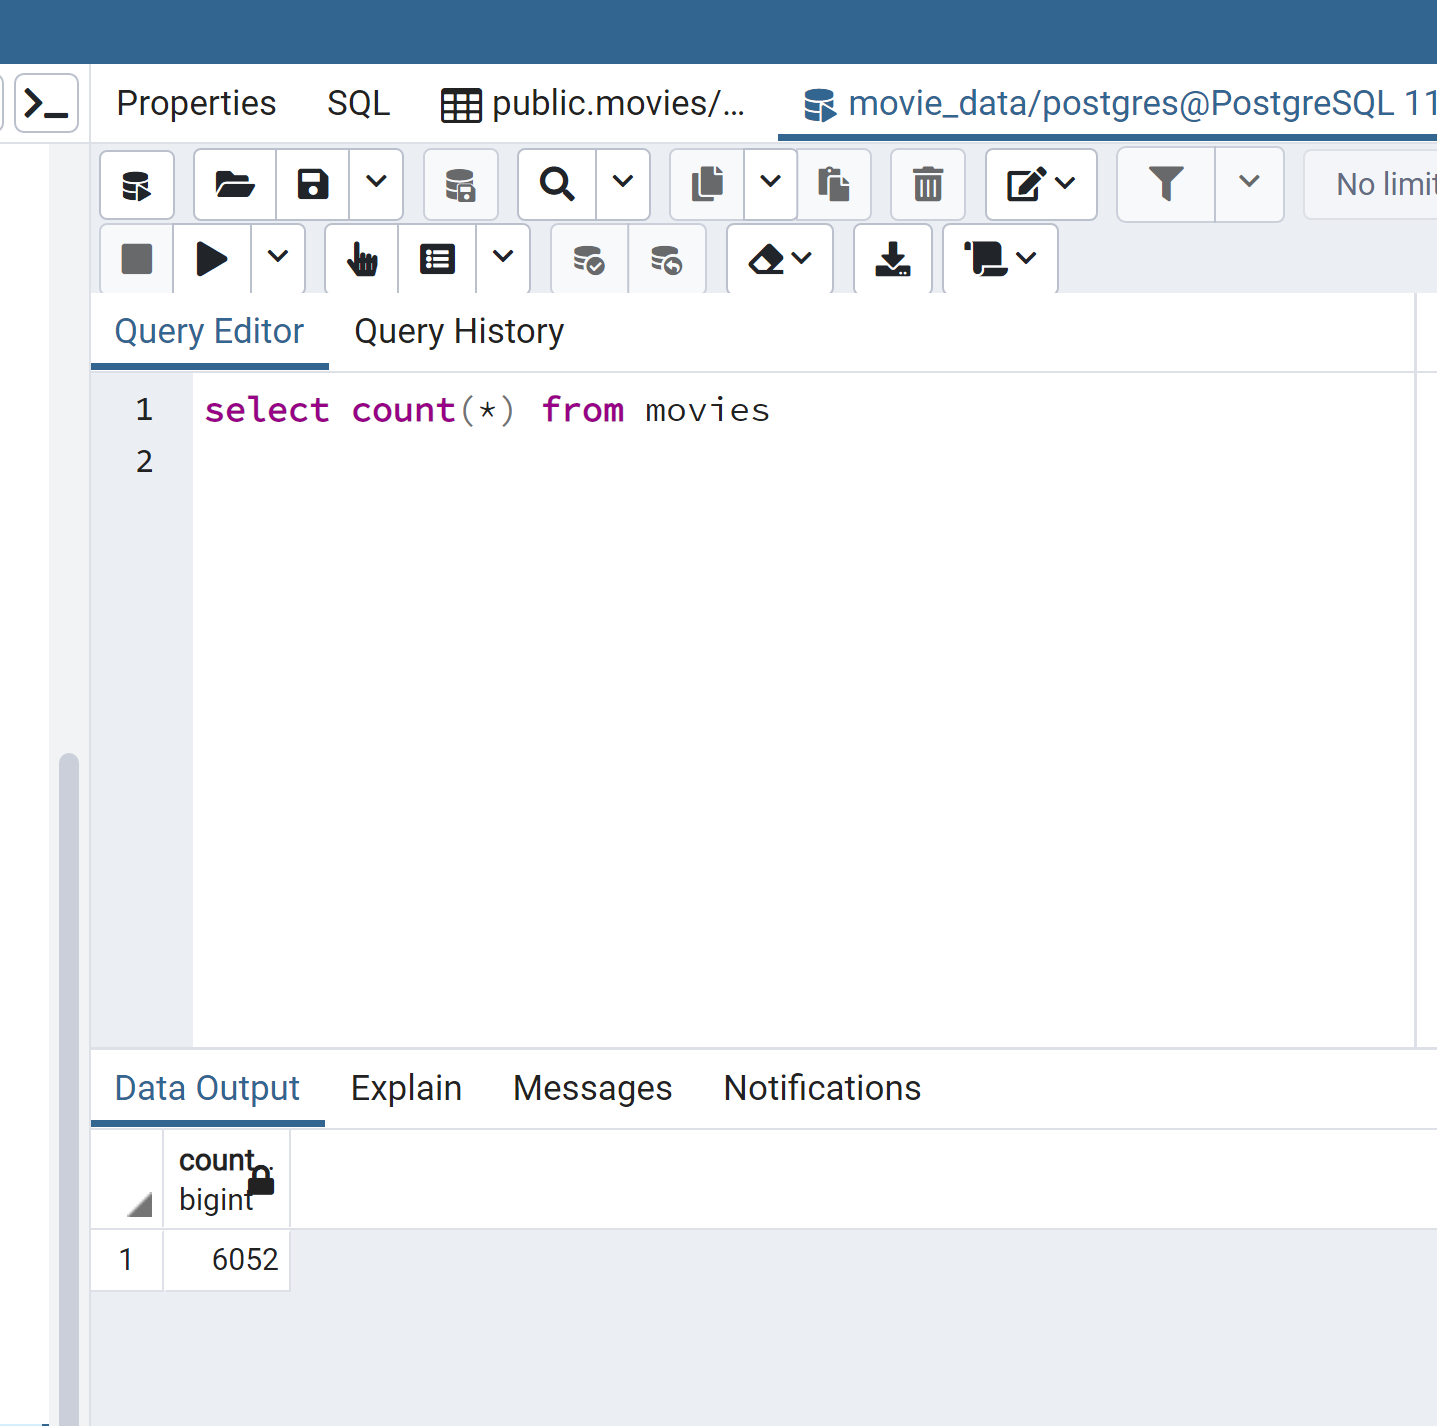 Properties SQL public.movies/... movie_data/postgres@PostgreSQL 11
No limit
Query Editor Query History
1 select count(*) from movies
2
Data Output Explain Messages Notifications
count
bigint
1 6052